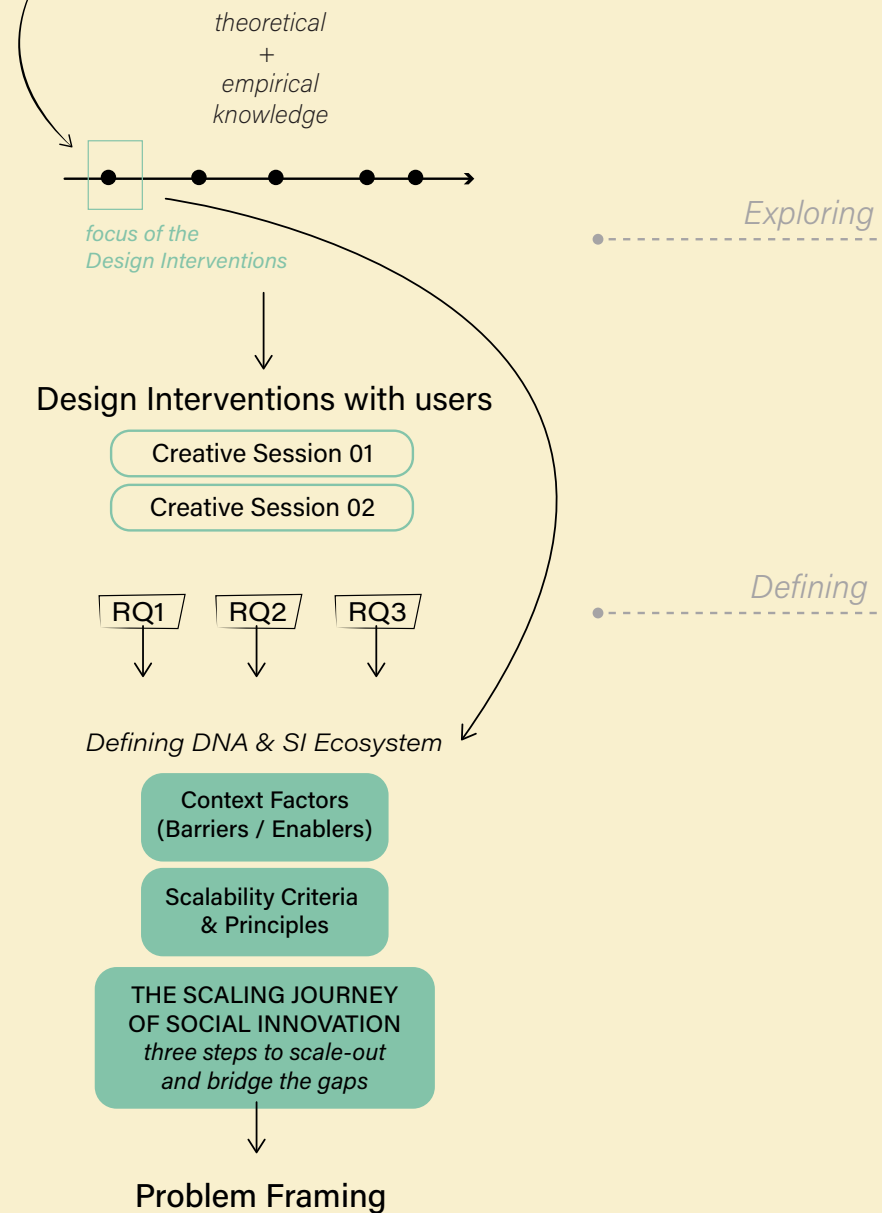 theoretical
+
empirical
knowledge
Exploring
focus of the
Design Interventions
Design Interventions with users
Creative Session 01
Creative Session 02
Defining
RQ1 RQ2 RQ3
Defining DNA & SI Ecosystem
Context Factors
(Barriers / Enablers)
Scalability Criteria
& Principles
THE SCALING JOURNEY
OF SOCIAL INNOVATION
three steps to scale-out
and bridge the gaps
Problem Framing